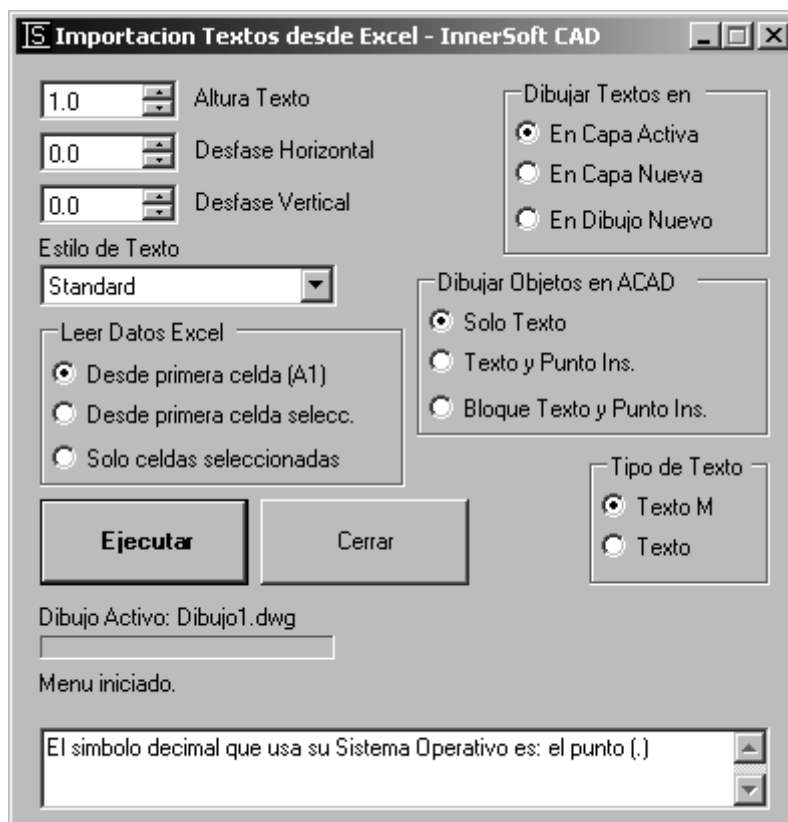 IS Importacion Textos desde Excel - InnerSoft CAD
1.0 Altura Texto
0.0 Desfase Horizontal
0.0 Desfase Vertical
Estilo de Texto
Standard
Dibujar Textos en
En Capa Activa
En Capa Nueva
En Dibujo Nuevo
Leer Datos Excel
Desde primera celda (A1)
Desde primera celda selecc.
Solo celdas seleccionadas
Dibujar Objetos en ACAD
Solo Texto
Texto y Punto Ins.
Bloque Texto y Punto Ins.
Tipo de Texto
Texto M
Texto
Ejecutar
Cerrar
Dibujo Activo: Dibujo1.dwg
Menu iniciado.
El simbolo decimal que usa su Sistema Operativo es: el punto (.)